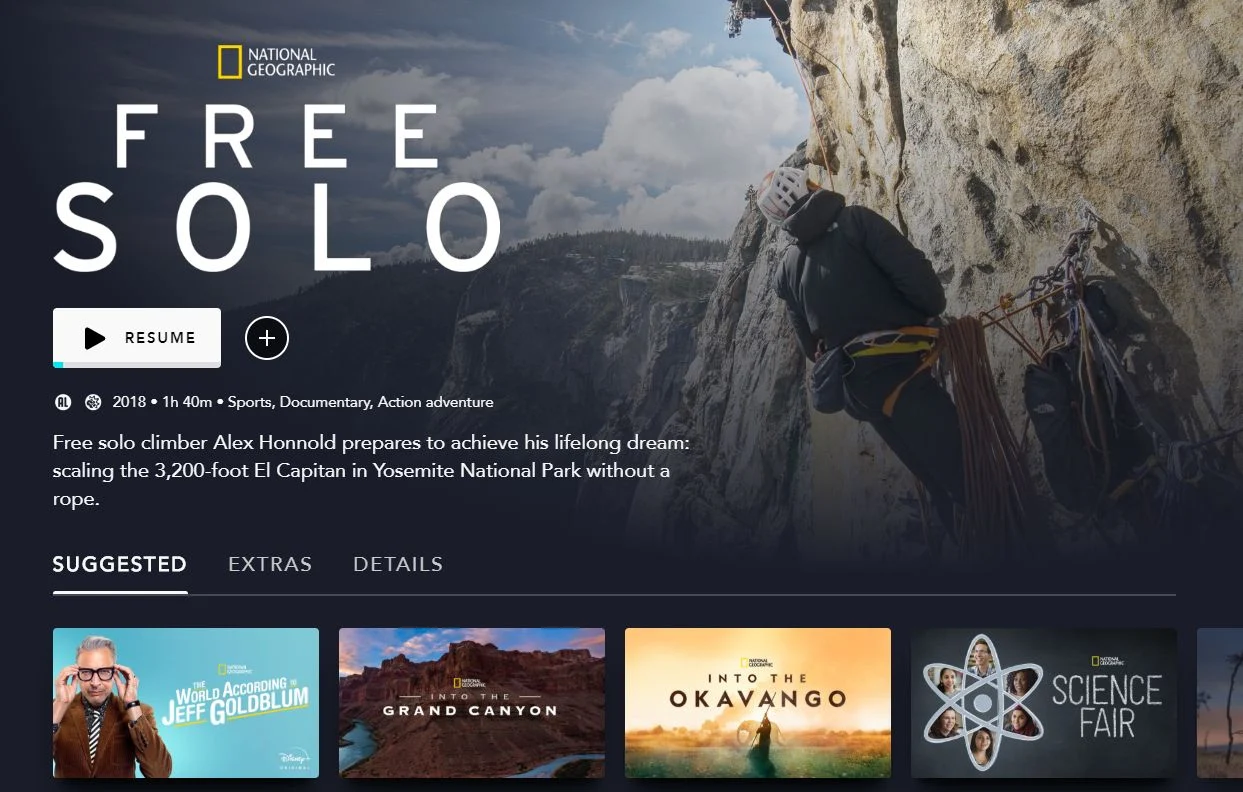 NATIONAL
GEOGRAPHIC
FREE
SOLO
RESUME
AL 2018 • 1h 40m • Sports, Documentary, Action adventure
Free solo climber Alex Honnold prepares to achieve his lifelong dream:
scaling the 3,200-foot El Capitan in Yosemite National Park without a
rope.
SUGGESTED EXTRAS DETAILS
NATIONAL
GEOGRAPHIC
THE
WORLD ACCORDING TO
JEFF GOLDBLUM
Disney+
ORIGINAL
NATIONAL
GEOGRAPHIC
INTO THE
GRAND CANYON
NATIONAL
GEOGRAPHIC
INTO THE
OKAVANGO
NATIONAL
GEOGRAPHIC
SCIENCE
FAIR